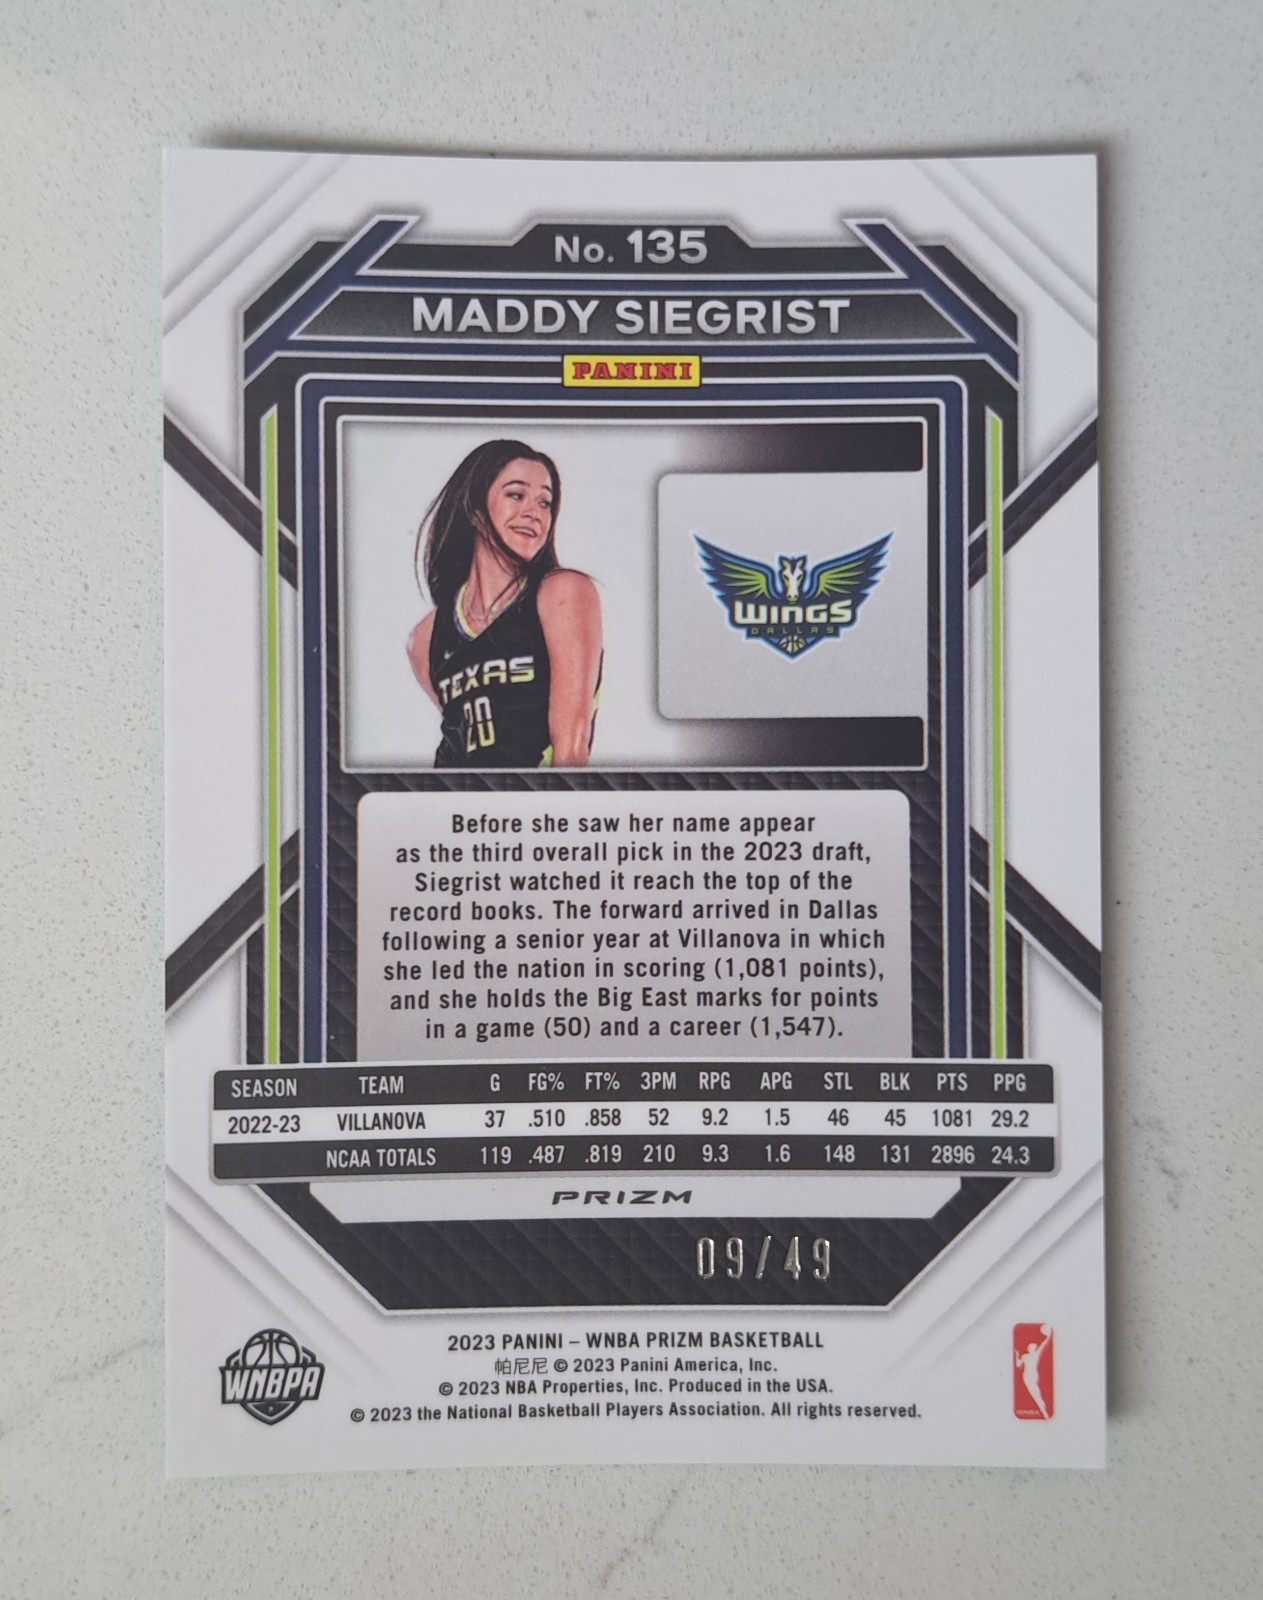 No. 135
MADDY SIEGRIST
PANINI
TEXAS
20
WINGS
DALLAS
Before she saw her name appear
as the third overall pick in the 2023 draft,
Siegrist watched it reach the top of the
record books. The forward arrived in Dallas
following a senior year at Villanova in which
she led the nation in scoring (1,081 points),
and she holds the Big East marks for points
in a game (50) and a career (1,547).
SEASON TEAM G FG% FT% 3PM RPG APG STL BLK PTS PPG
2022-23 VILLANOVA 37 .510 .858 52 9.2 1.5 46 45 1081 29.2
NCAA TOTALS 119 .487 .819 210 9.3 1.6 148 131 2896 24.3
PRIZM
09/49
2023 PANINI – WNBA PRIZM BASKETBALL
帕尼尼 © 2023 Panini America, Inc.
© 2023 NBA Properties, Inc. Produced in the USA.
© 2023 the National Basketball Players Association. All rights reserved.
WNBPA
WNBA